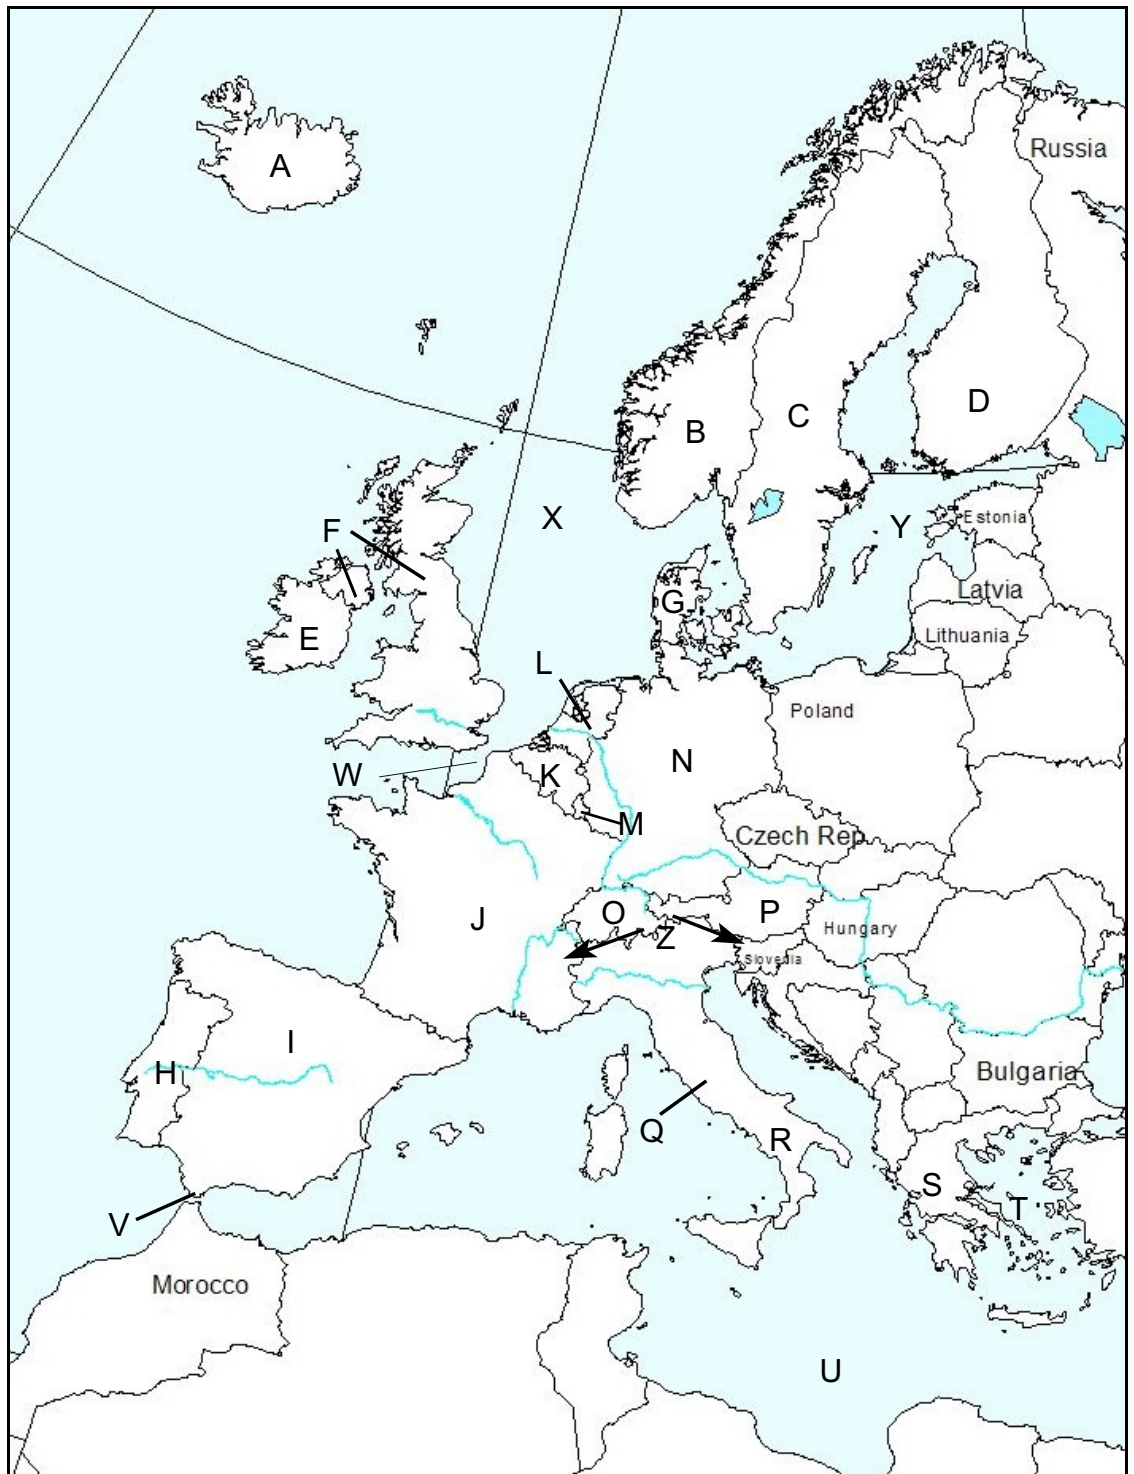 A
Russia
D
C
B
X
Y
Estonia
F
Latvia
G
Lithuania
E
L
Poland
N
W
K
M
Czech Rep
P
O
J
Hungary
Z
Slovenia
I
Bulgaria
H
Q
R
S
T
V
Morocco
U